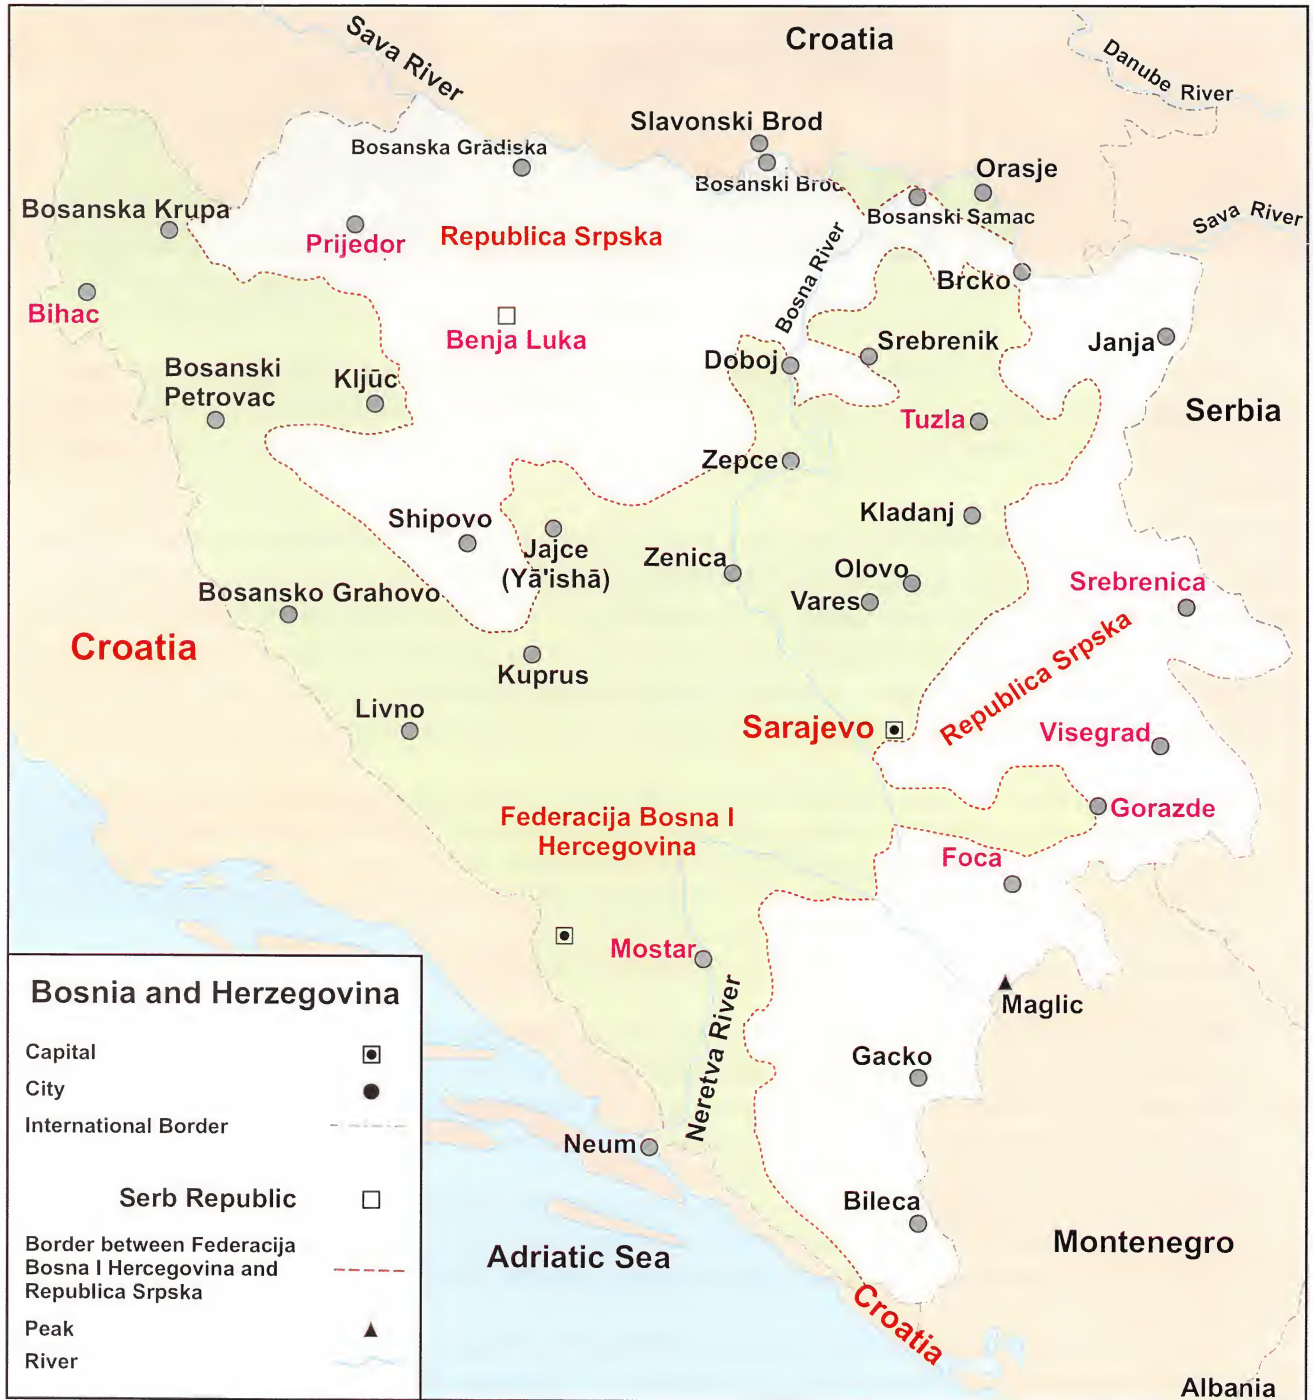 Sava River
Croatia
Danube River
Slavonski Brod
Bosanska Grādiska
Bosanski Brod
Orasje
Bosanski Samac
Bosanska Krupa
Prijedor
Republica Srpska
Sava River
Bosna River
Brcko
Bihac
Benja Luka
Srebrenik
Janja
Doboj
Bosanski
Petrovac
Kljūc
Serbia
Tuzla
Zepce
Shipovo
Kladanj
Jajce
(Yā'ishā)
Zenica
Olovo
Vares
Srebrenica
Bosansko Grahovo
Croatia
Republica Srpska
Kuprus
Livno
Sarajevo
Visegrad
Federacija Bosna I
Hercegovina
Gorazde
Foca
Mostar
Maglic
Neretva River
Gacko
Neum
Bileca
Adriatic Sea
Montenegro
Croatia
Albania
Bosnia and Herzegovina
Capital
City
International Border
Serb Republic
Border between Federacija
Bosna I Hercegovina and
Republica Srpska
Peak
River